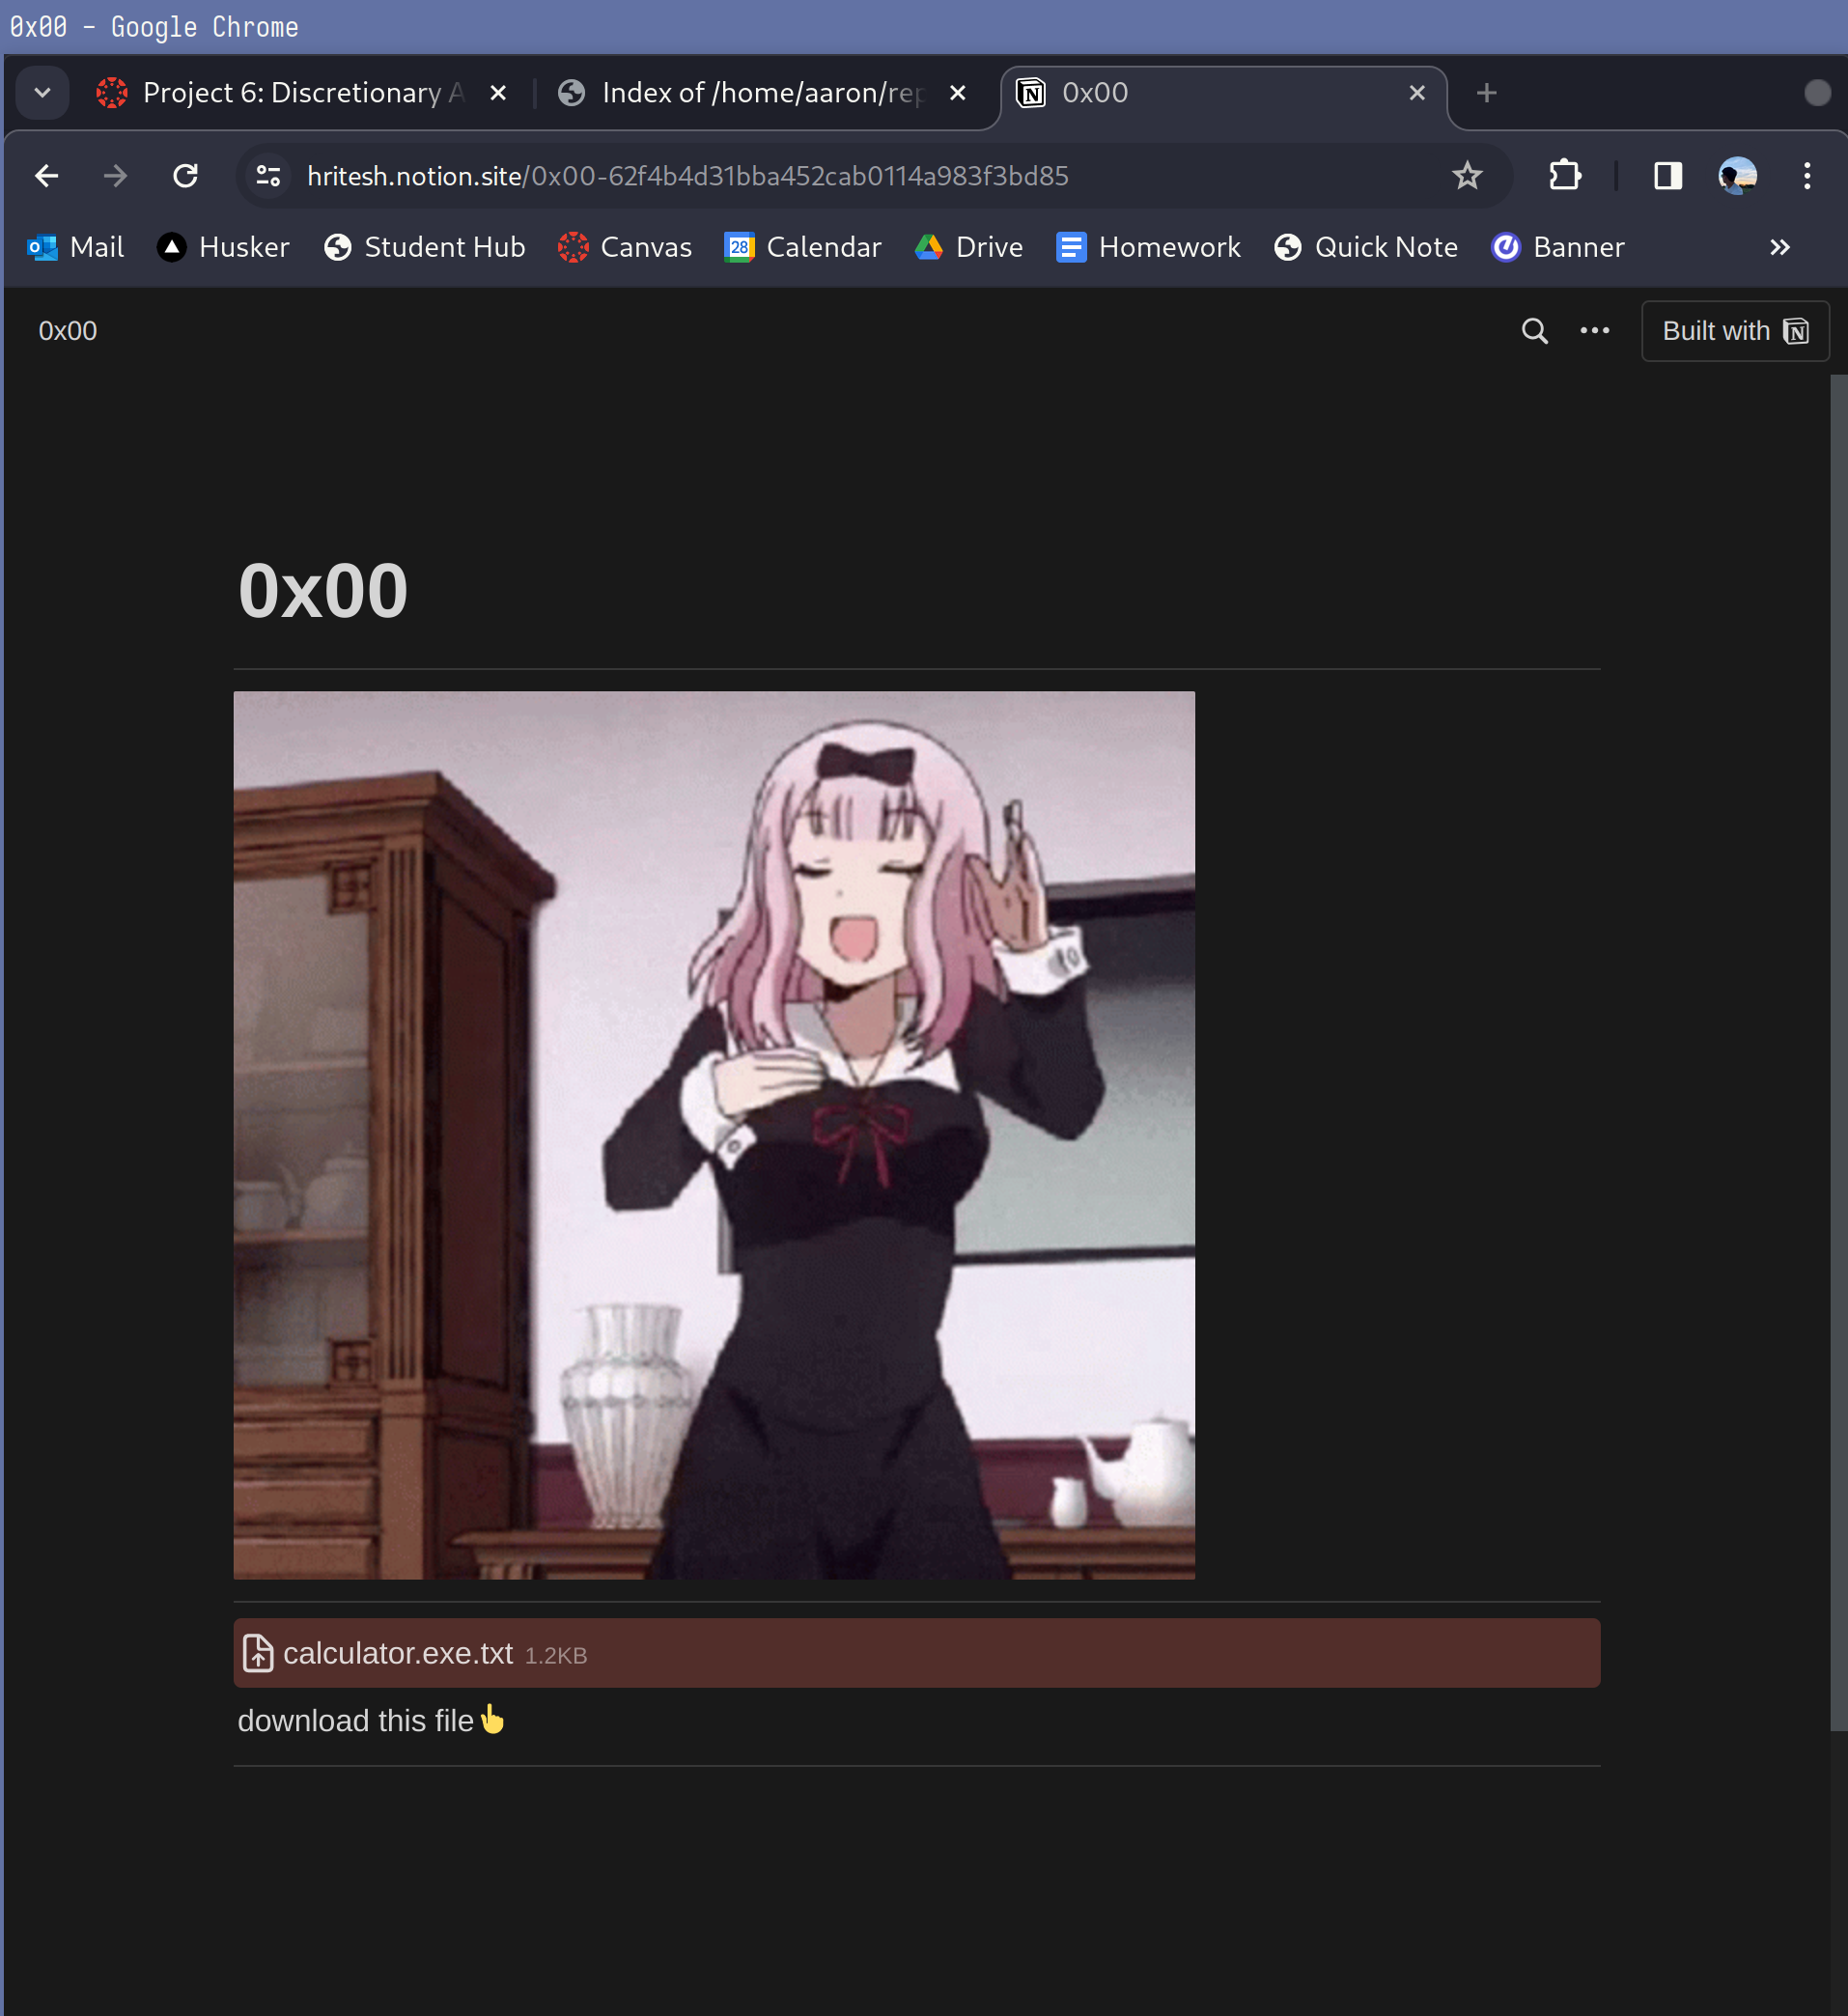 0x00 - Google Chrome
Project 6: Discretionary A
Index of /home/aaron/rep
0x00
hritesh.notion.site/0x00-62f4b4d31bba452cab0114a983f3bd85
Mail Husker Student Hub Canvas 28 Calendar Drive Homework Quick Note Banner
0x00 Built with N
0x00
calculator.exe.txt 1.2KB
download this file👆